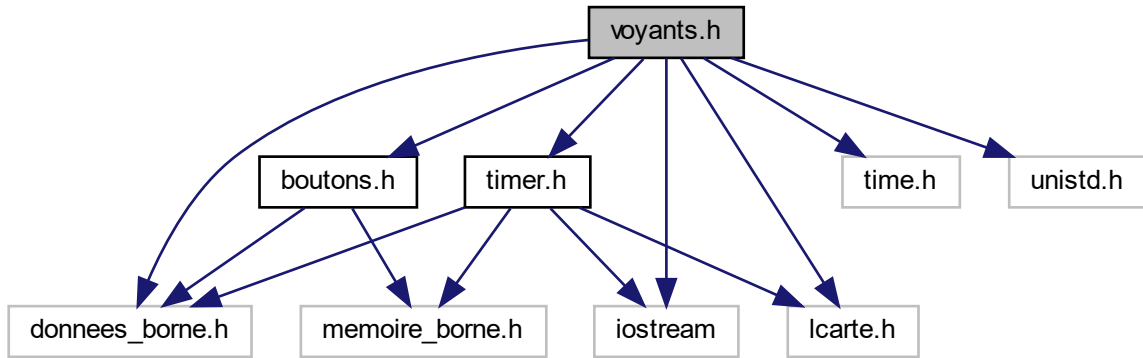 voyants.h
boutons.h
timer.h
time.h
unistd.h
donnees_borne.h
memoire_borne.h
iostream
lcarte.h